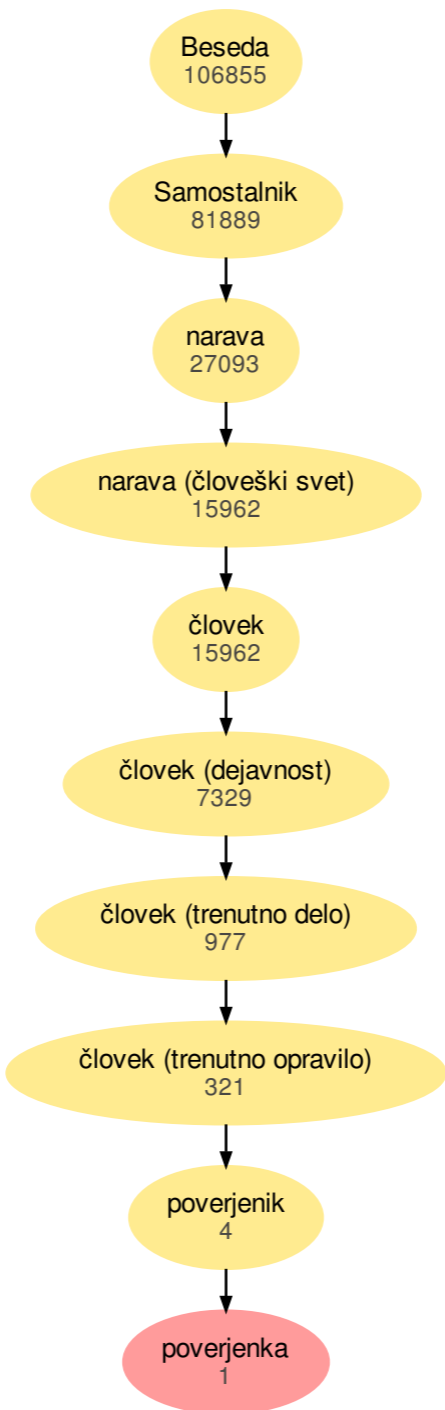 Beseda
106855
Samostalnik
81889
narava
27093
narava (človeški svet)
15962
človek
15962
človek (dejavnost)
7329
človek (trenutno delo)
977
človek (trenutno opravilo)
321
poverjenik
4
poverjenka
1